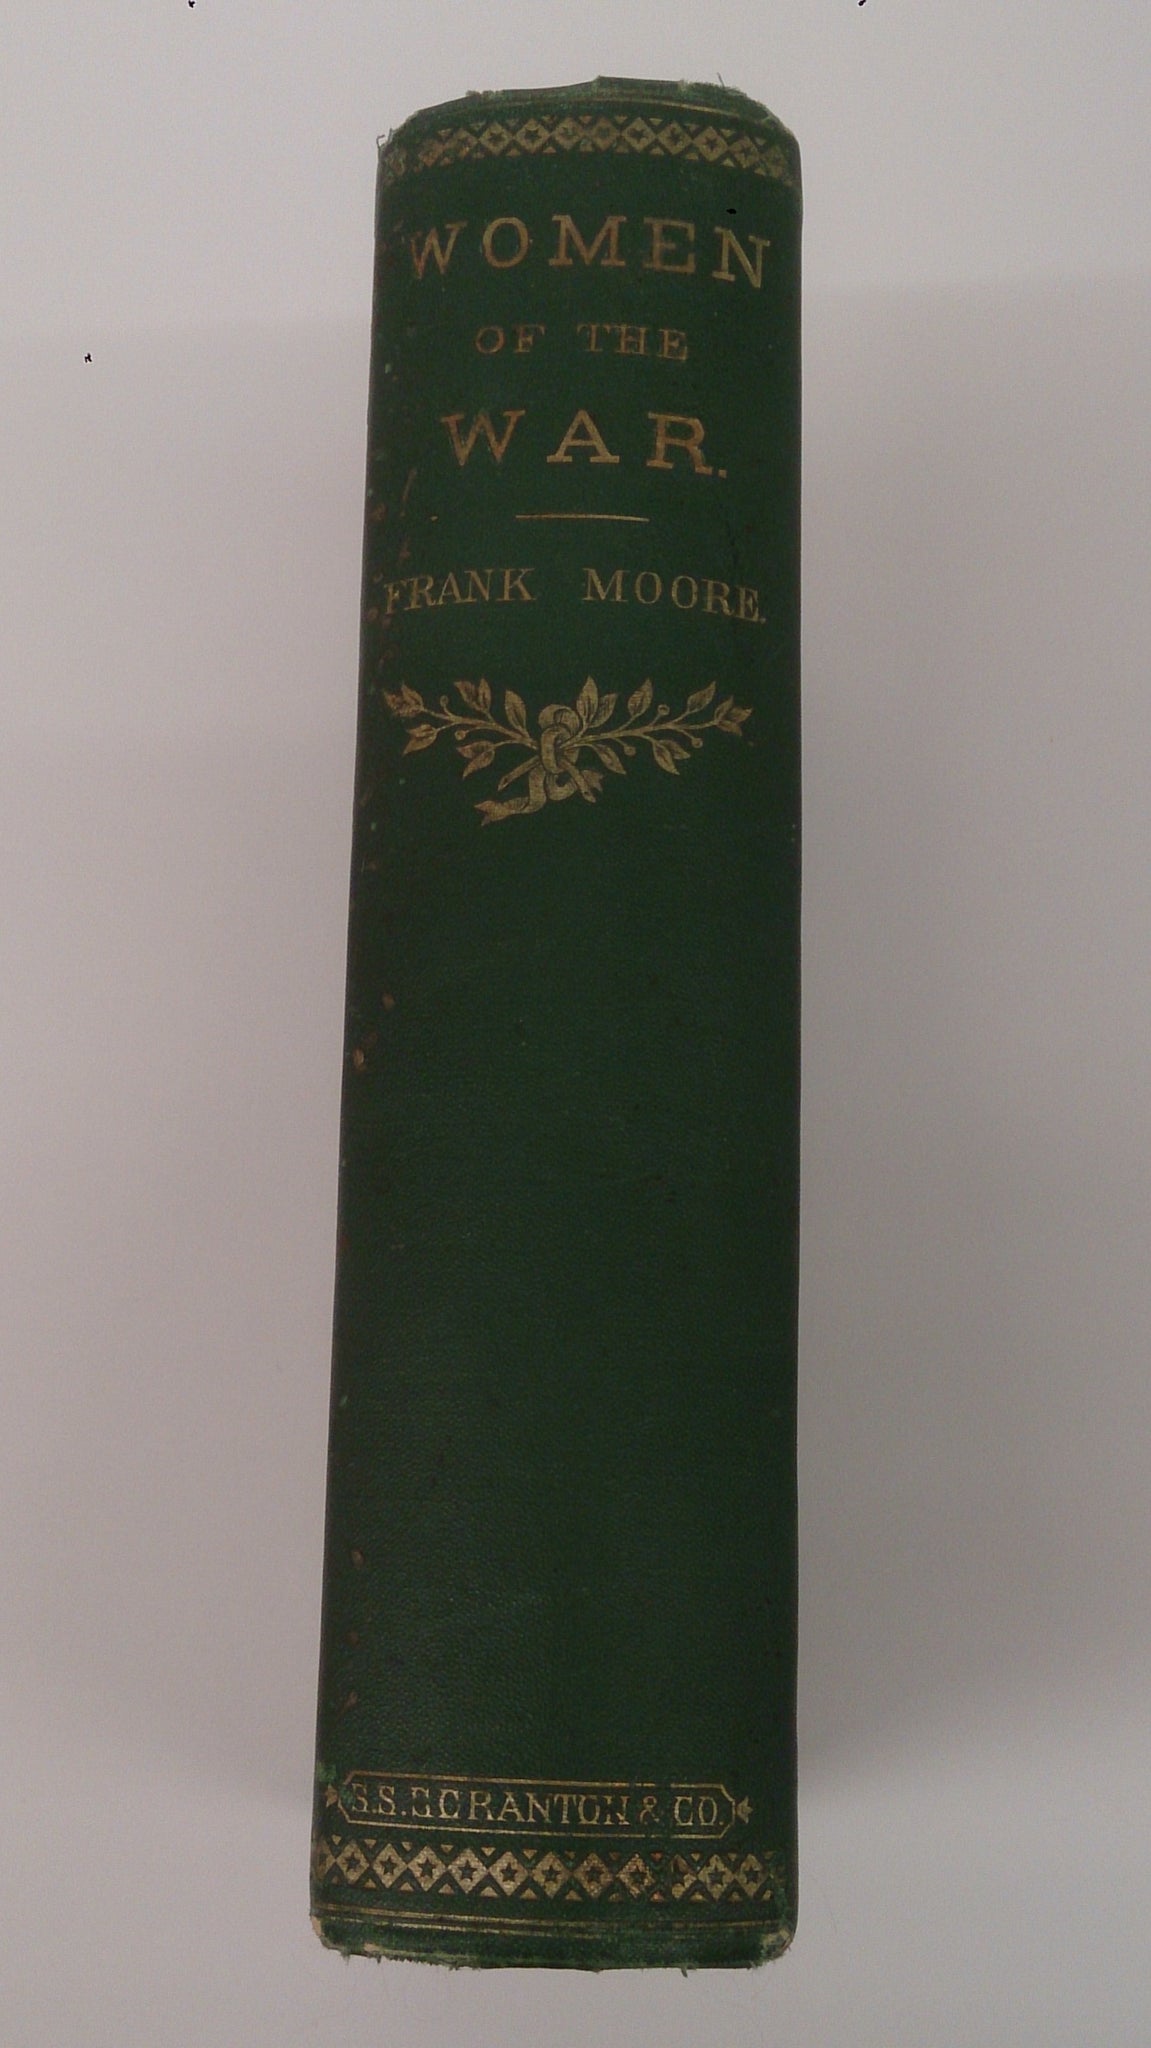 WOMEN
OF THE
WAR.
FRANK MOORE.
S.S.SCRANTON & CO.